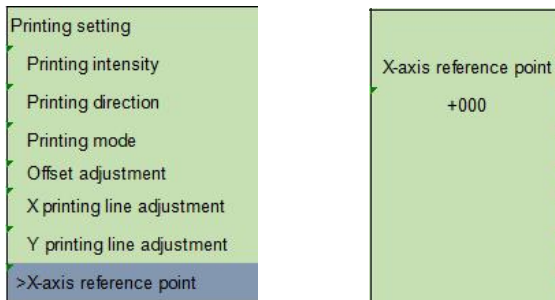 Printing setting
Printing intensity
Printing direction
Printing mode
Offset adjustment
X printing line adjustment
Y printing line adjustment
>X-axis reference point
X-axis reference point
+000